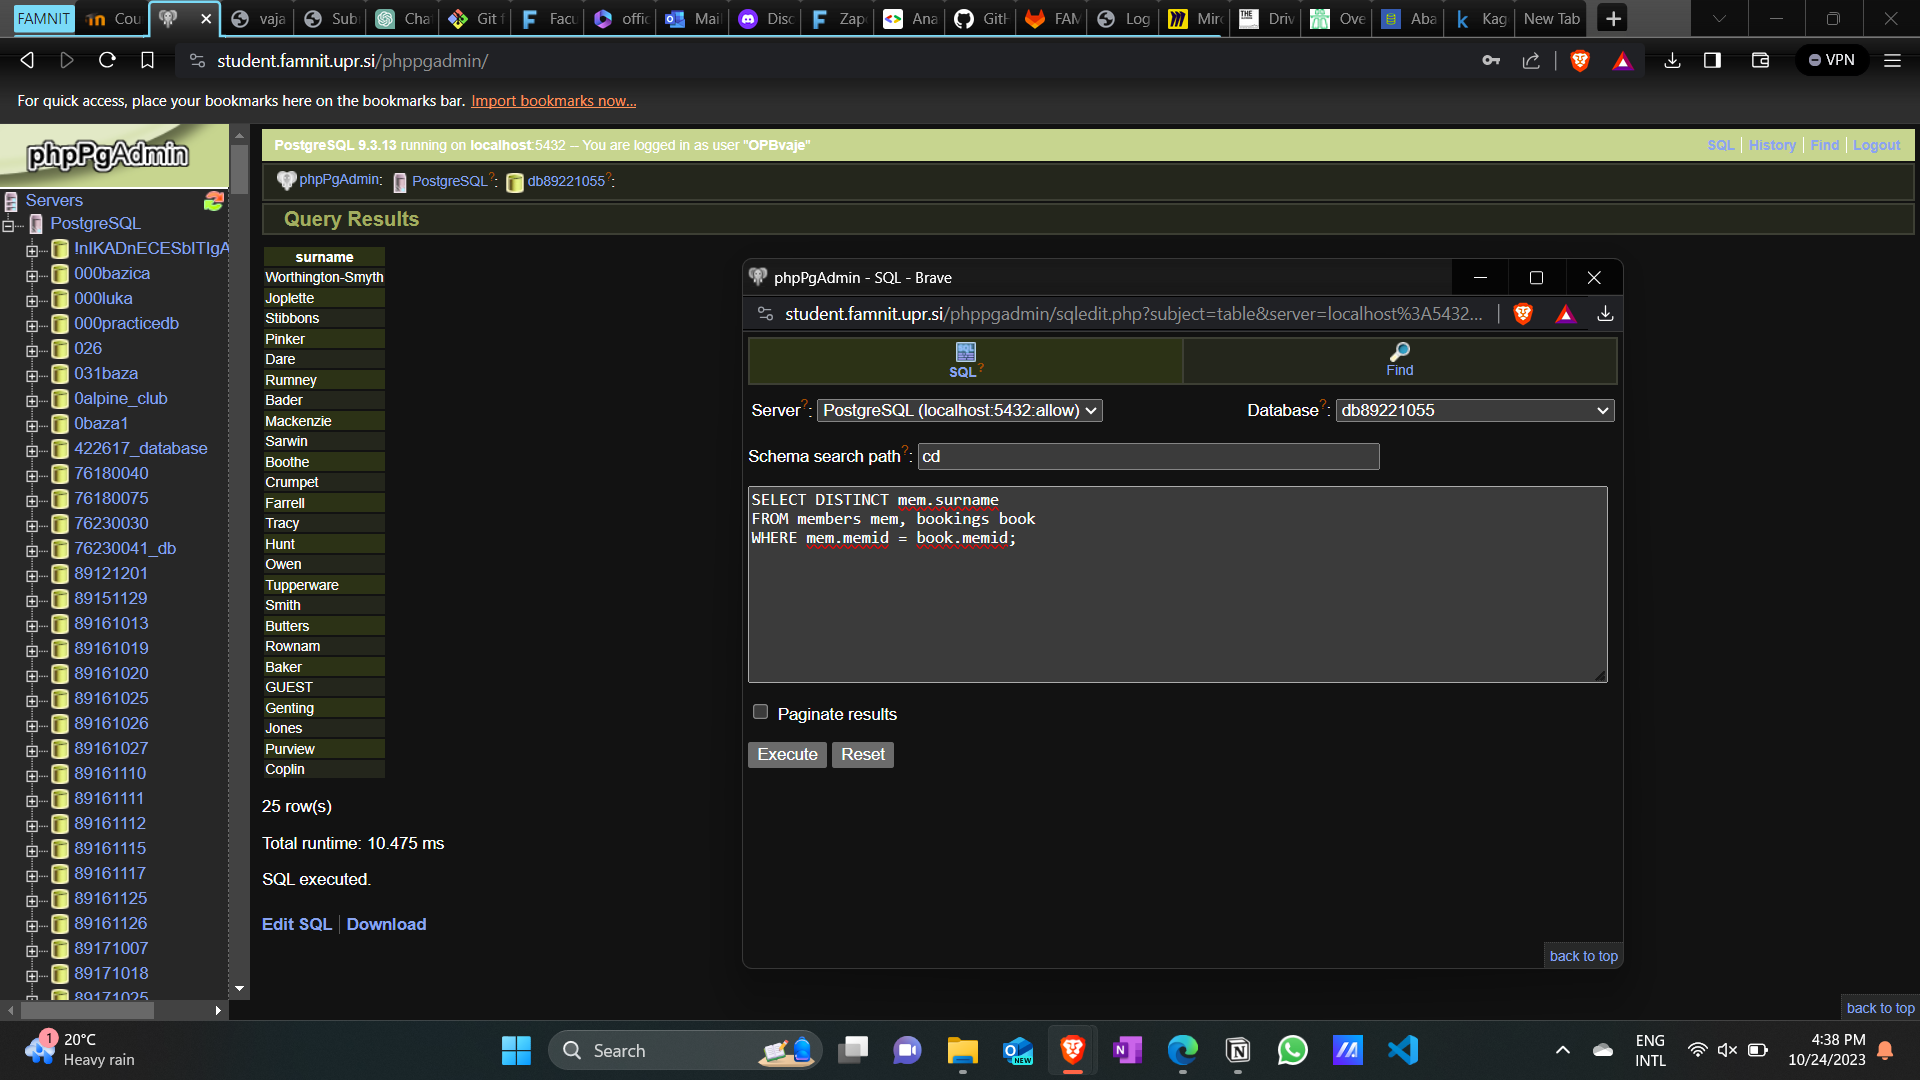 FAMNIT
Cou
vaja
Sub
Cha
Git f
Facu
offic
Mail
Disc
Zap
Ana
GitH
FAM
Log
Mir
Driv
Ove
Aba
Kag
New Tab
student.famnit.upr.si/phppgadmin/
VPN
For quick access, place your bookmarks here on the bookmarks bar. Import bookmarks now...
phpPgAdmin
Servers
PostgreSQL
!nIKADnECESbITIgA
000bazica
000luka
000practicedb
026
031baza
0alpine_club
0baza1
422617_database
76180040
76180075
76230030
76230041_db
89121201
89151129
89161013
89161019
89161020
89161025
89161026
89161027
89161110
89161111
89161112
89161115
89161117
89161125
89161126
89171007
89171018
89171025
PostgreSQL 9.3.13 running on localhost:5432 -- You are logged in as user "OPBvaje"
SQL | History | Find | Logout
phpPgAdmin: PostgreSQL?: db89221055?:
Query Results
surname
Worthington-Smyth
Joplette
Stibbons
Pinker
Dare
Rumney
Bader
Mackenzie
Sarwin
Boothe
Crumpet
Farrell
Tracy
Hunt
Owen
Tupperware
Smith
Butters
Rownam
Baker
GUEST
Genting
Jones
Purview
Coplin
25 row(s)
Total runtime: 10.475 ms
SQL executed.
Edit SQL | Download
phpPgAdmin - SQL - Brave
student.famnit.upr.si/phppgadmin/sqledit.php?subject=table&server=localhost%3A5432...
SQL?
Find
Server?: PostgreSQL (localhost:5432:allow)
Database?: db89221055
Schema search path?: cd
SELECT DISTINCT mem.surname
FROM members mem, bookings book
WHERE mem.memid = book.memid;
Paginate results
Execute
Reset
back to top
back to top
1
20°C
Heavy rain
Search
NEW
ENG
INTL
4:38 PM
10/24/2023